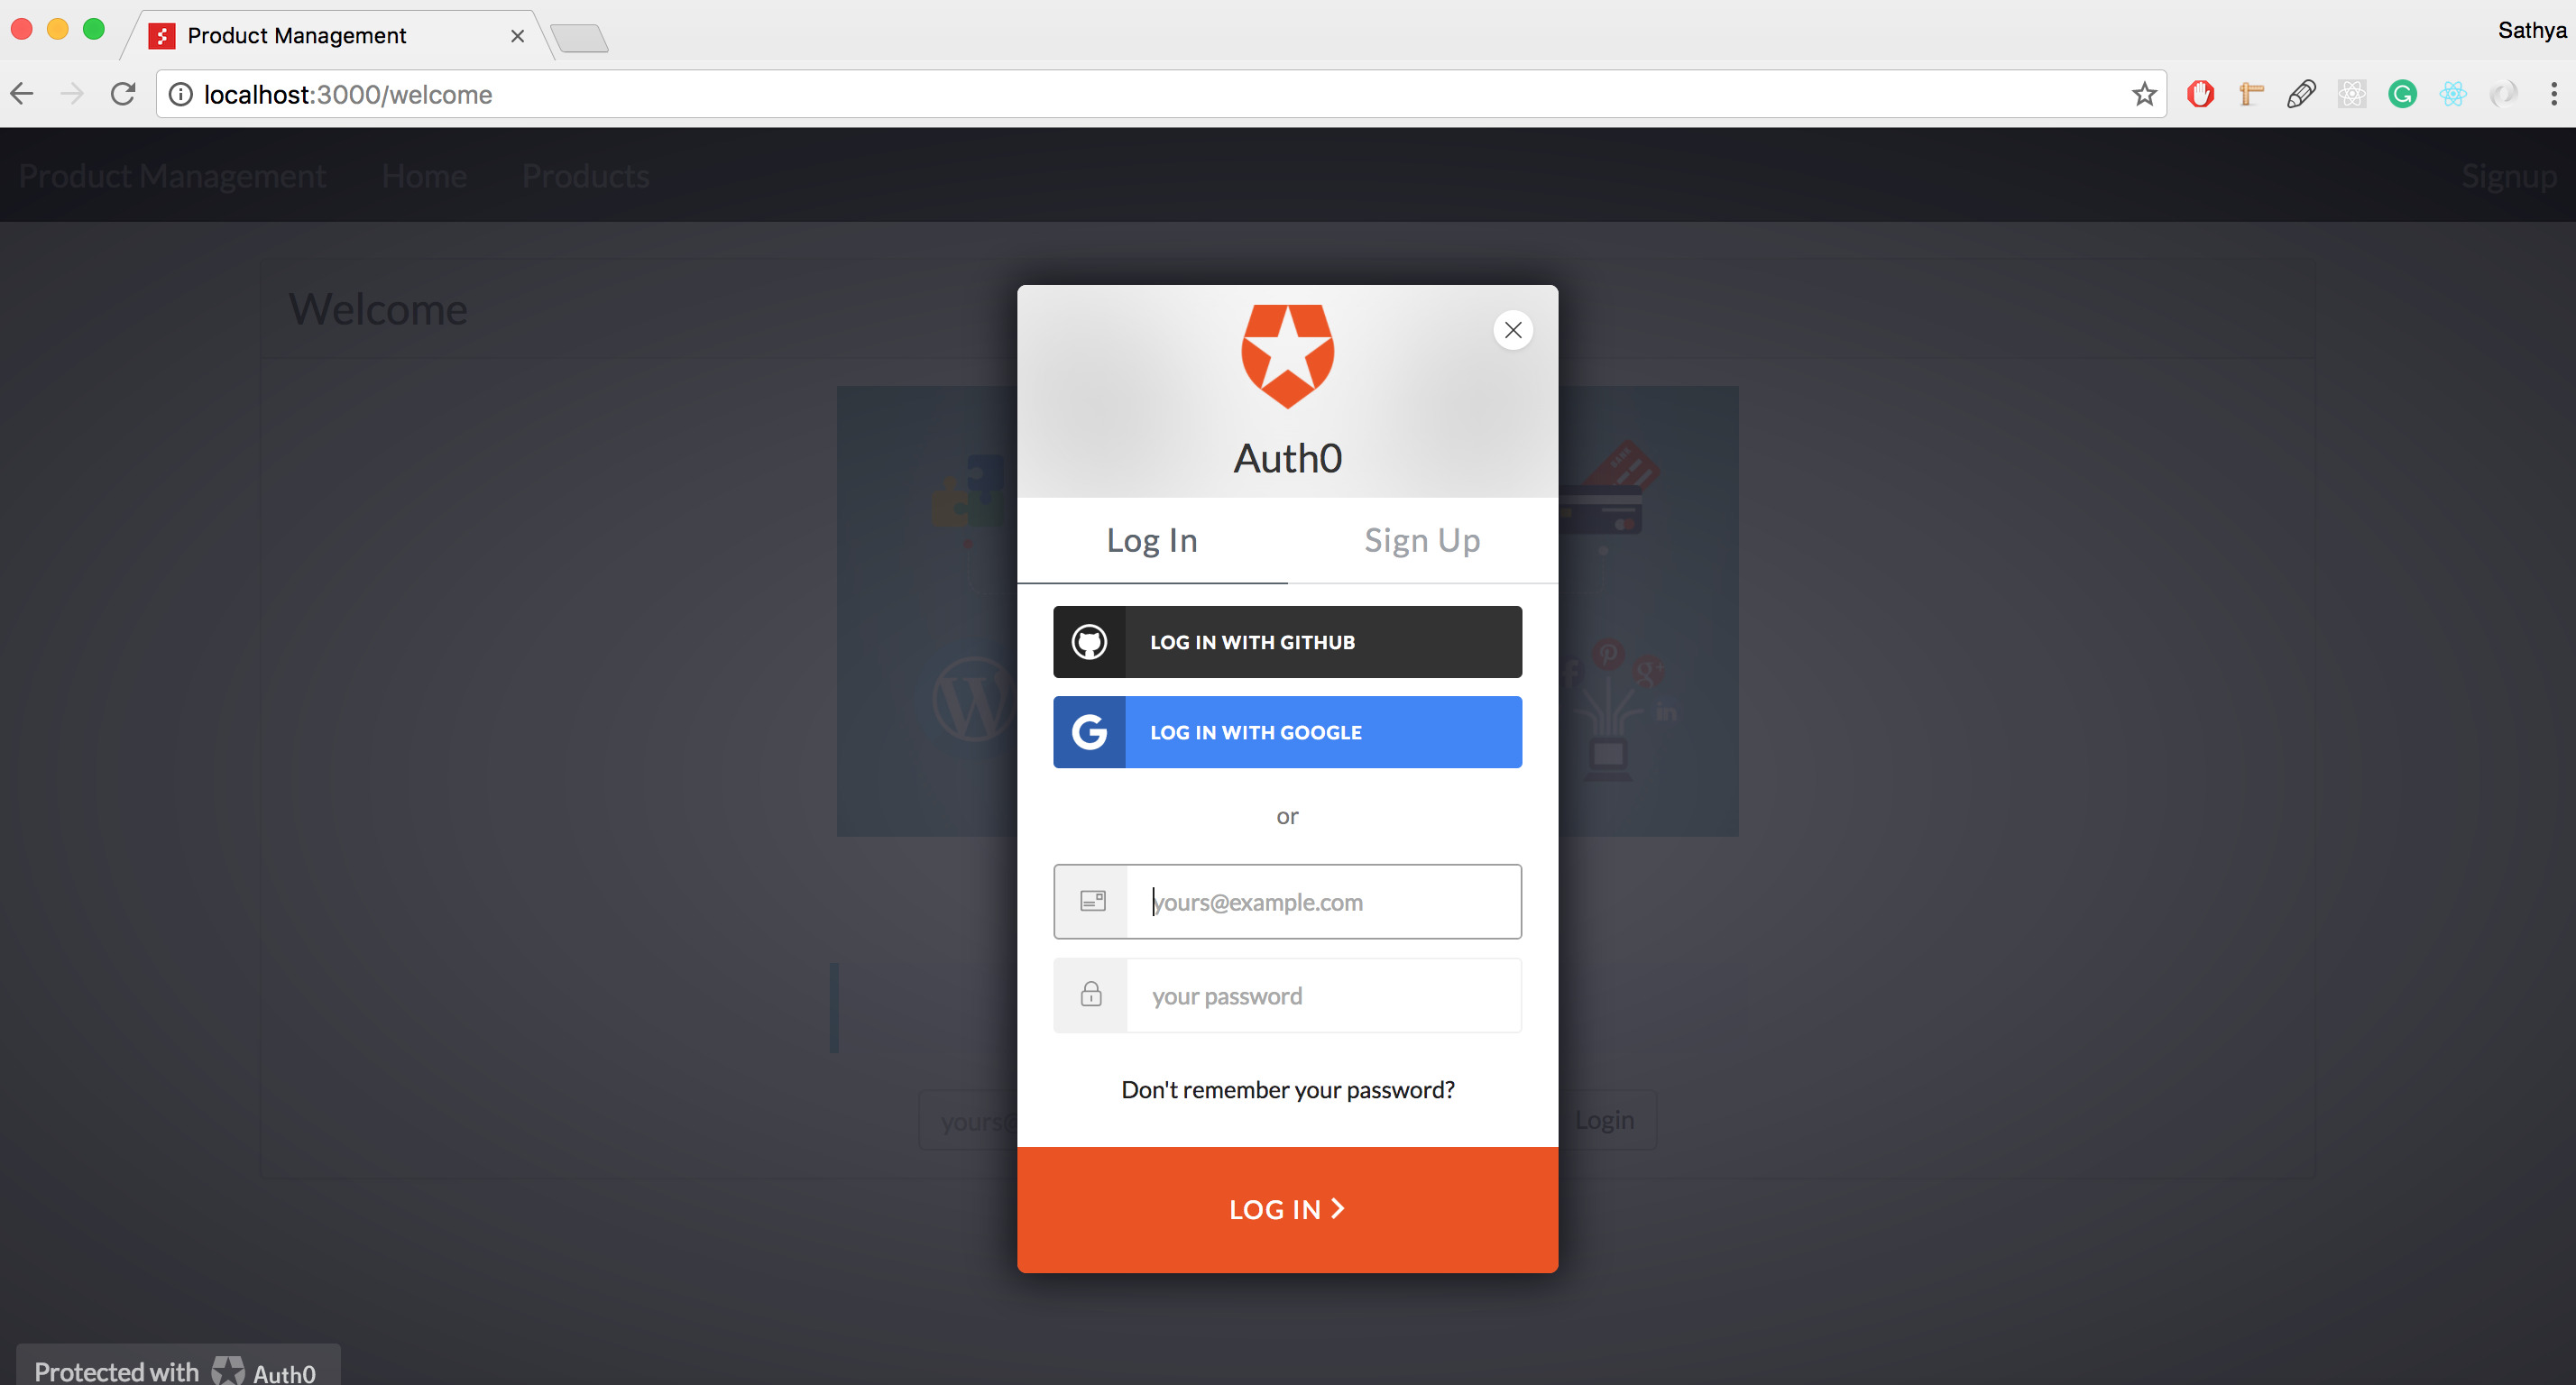 Product Management
Sathya
localhost:3000/welcome
Product Management Home Products Signup
Welcome
Auth0
Log In Sign Up
LOG IN WITH GITHUB
LOG IN WITH GOOGLE
or
yours@example.com
your password
Don't remember your password?
yours@
Login
LOG IN
Protected with Auth0